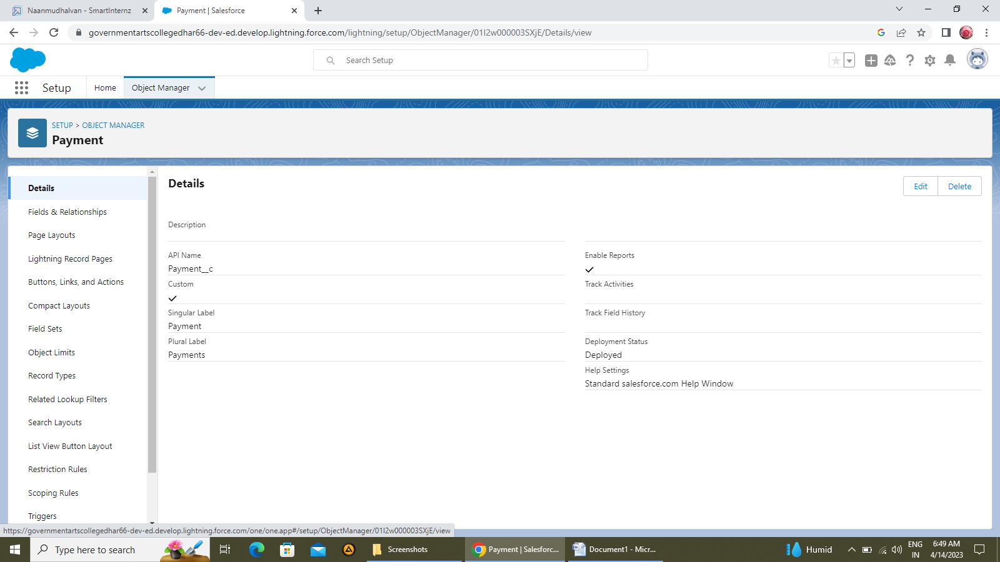 Naanmudhalvan - SmartInternz
Payment | Salesforce
governmentartscollegedhar66-dev-ed.develop.lightning.force.com/lightning/setup/ObjectManager/01I2w000003SXjE/Details/view
Search Setup
Setup
Home
Object Manager
SETUP > OBJECT MANAGER
Payment
Details
Fields & Relationships
Page Layouts
Lightning Record Pages
Buttons, Links, and Actions
Compact Layouts
Field Sets
Object Limits
Record Types
Related Lookup Filters
Search Layouts
List View Button Layout
Restriction Rules
Scoping Rules
Triggers
Details
Edit
Delete
Description
API Name
Payment__c
Custom
Singular Label
Payment
Plural Label
Payments
Enable Reports
Track Activities
Track Field History
Deployment Status
Deployed
Help Settings
Standard salesforce.com Help Window
https://governmentartscollegedhar66-dev-ed.develop.lightning.force.com/one/one.app#/setup/ObjectManager/01I2w000003SXjE/view
Type here to search
Screenshots
Payment | Salesforc...
Document1 - Micr...
Humid
ENG
IN
6:49 AM
4/14/2023